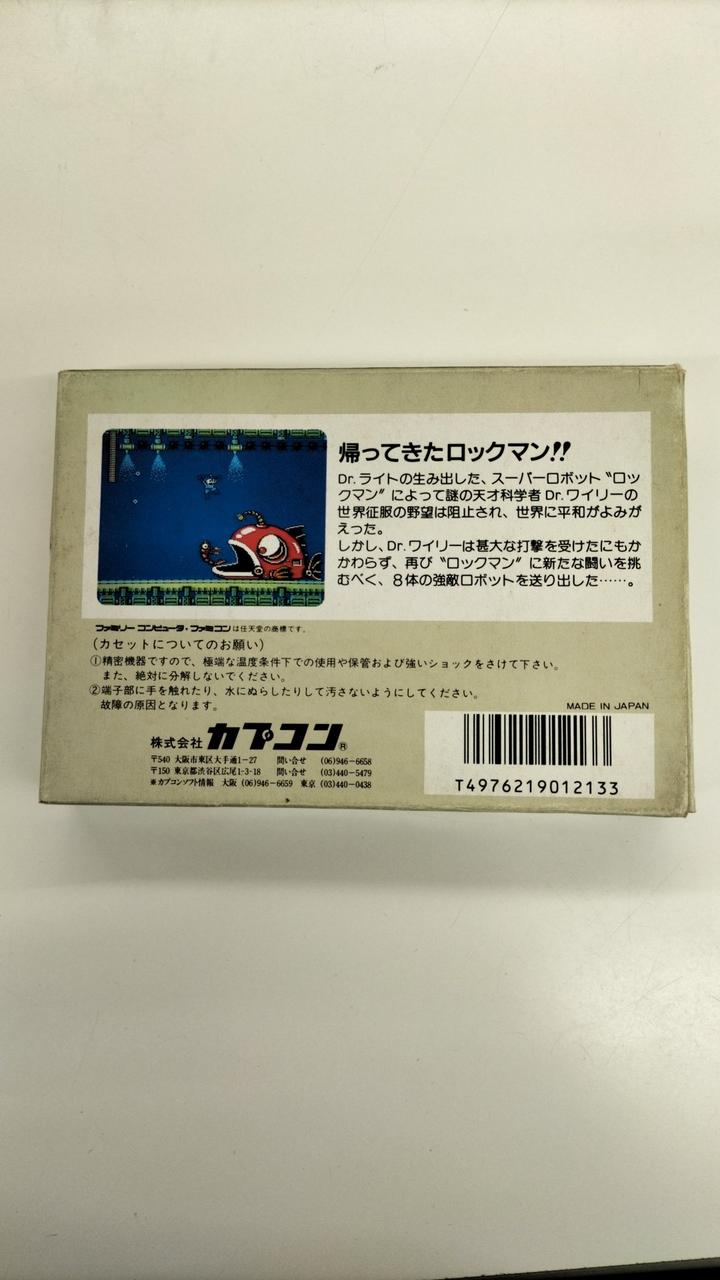 帰ってきたロックマン!!
Dr.ライトの生み出した、スーパーロボット〝ロッ
クマン〟によって謎の天才科学者Dr.ワイリーの
世界征服の野望は阻止され、世界に平和がよみが
えった。
しかし、Dr.ワイリーは甚大な打撃を受けたにもか
かわらず、再び〝ロックマン〟に新たな闘いを挑
むべく、8体の強敵ロボットを送り出した……。
ファミリーコンピュータ・ファミコンは任天堂の商標です。
(カセットについてのお願い)
①精密機器ですので、極端な温度条件下での使用や保管および強いショックをさけて下さい。
また、絶対に分解しないでください。
②端子部に手を触れたり、水にぬらしたりして汚さないようにしてください。
故障の原因となります。
MADE IN JAPAN
株式会社 カプコン®
〒540 大阪市東区大手通1-27 問い合せ (06)946-6658
〒150 東京都渋谷区広尾1-3-18 問い合せ (03)440-5479
※カプコンソフト情報 大阪 (06)946-6659 東京 (03)440-0438
T4976219012133